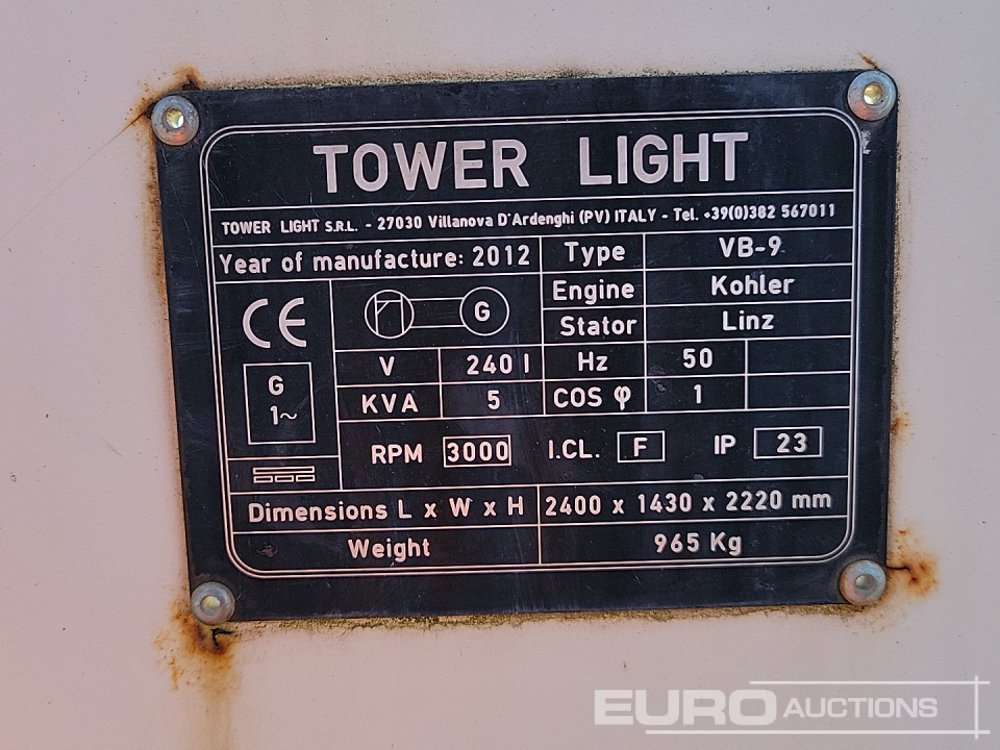 TOWER LIGHT
TOWER LIGHT S.R.L. - 27030 Villanova D'Ardenghi (PV) ITALY - Tel. +39(0)382 567011
Year of manufacture: 2012 Type VB-9
Engine Kohler
CE G Stator Linz
V 240 I Hz 50
G KVA 5 COS φ 1
1~
RPM 3000 I.CL. F IP 23
Dimensions L x W x H 2400 x 1430 x 2220 mm
Weight 965 Kg
EURO AUCTIONS